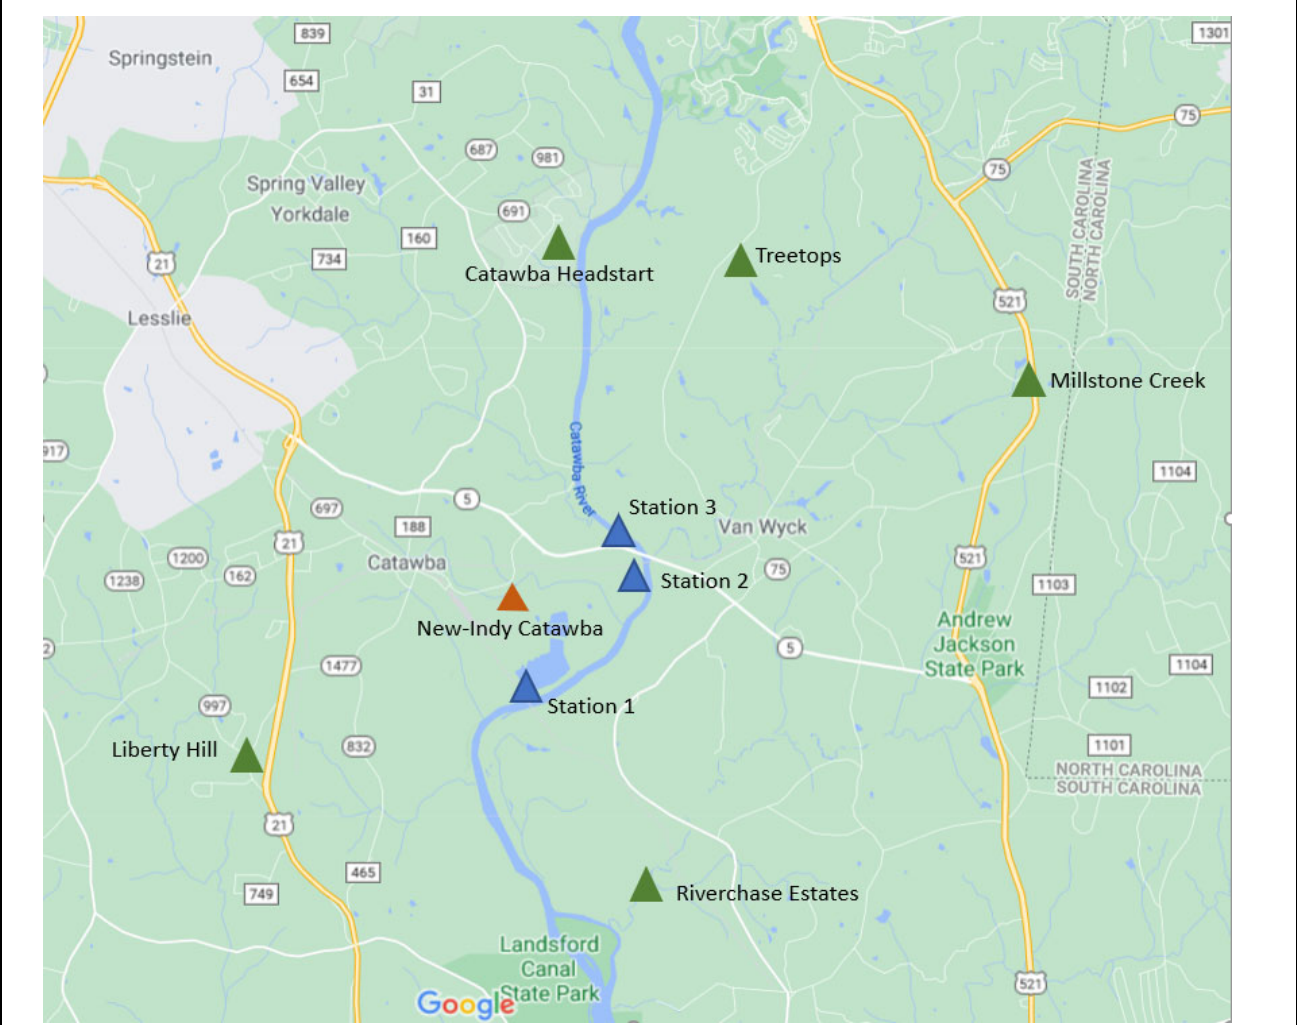 839
1301
Springstein
654
31
75
687
981
75
Spring Valley
Yorkdale
691
SOUTH CAROLINA
NORTH CAROLINA
160
734
21
Catawba Headstart
Treetops
521
Lesslie
Millstone Creek
Catawba River
917
1104
5
697
Station 3
188
Van Wyck
21
521
1200
Catawba
75
1238
162
Station 2
1103
New-Indy Catawba
Andrew
Jackson
State Park
2
5
1477
1104
1102
997
Station 1
Liberty Hill
832
1101
NORTH CAROLINA
SOUTH CAROLINA
21
465
749
Riverchase Estates
Landsford
Canal
State Park
521
Google